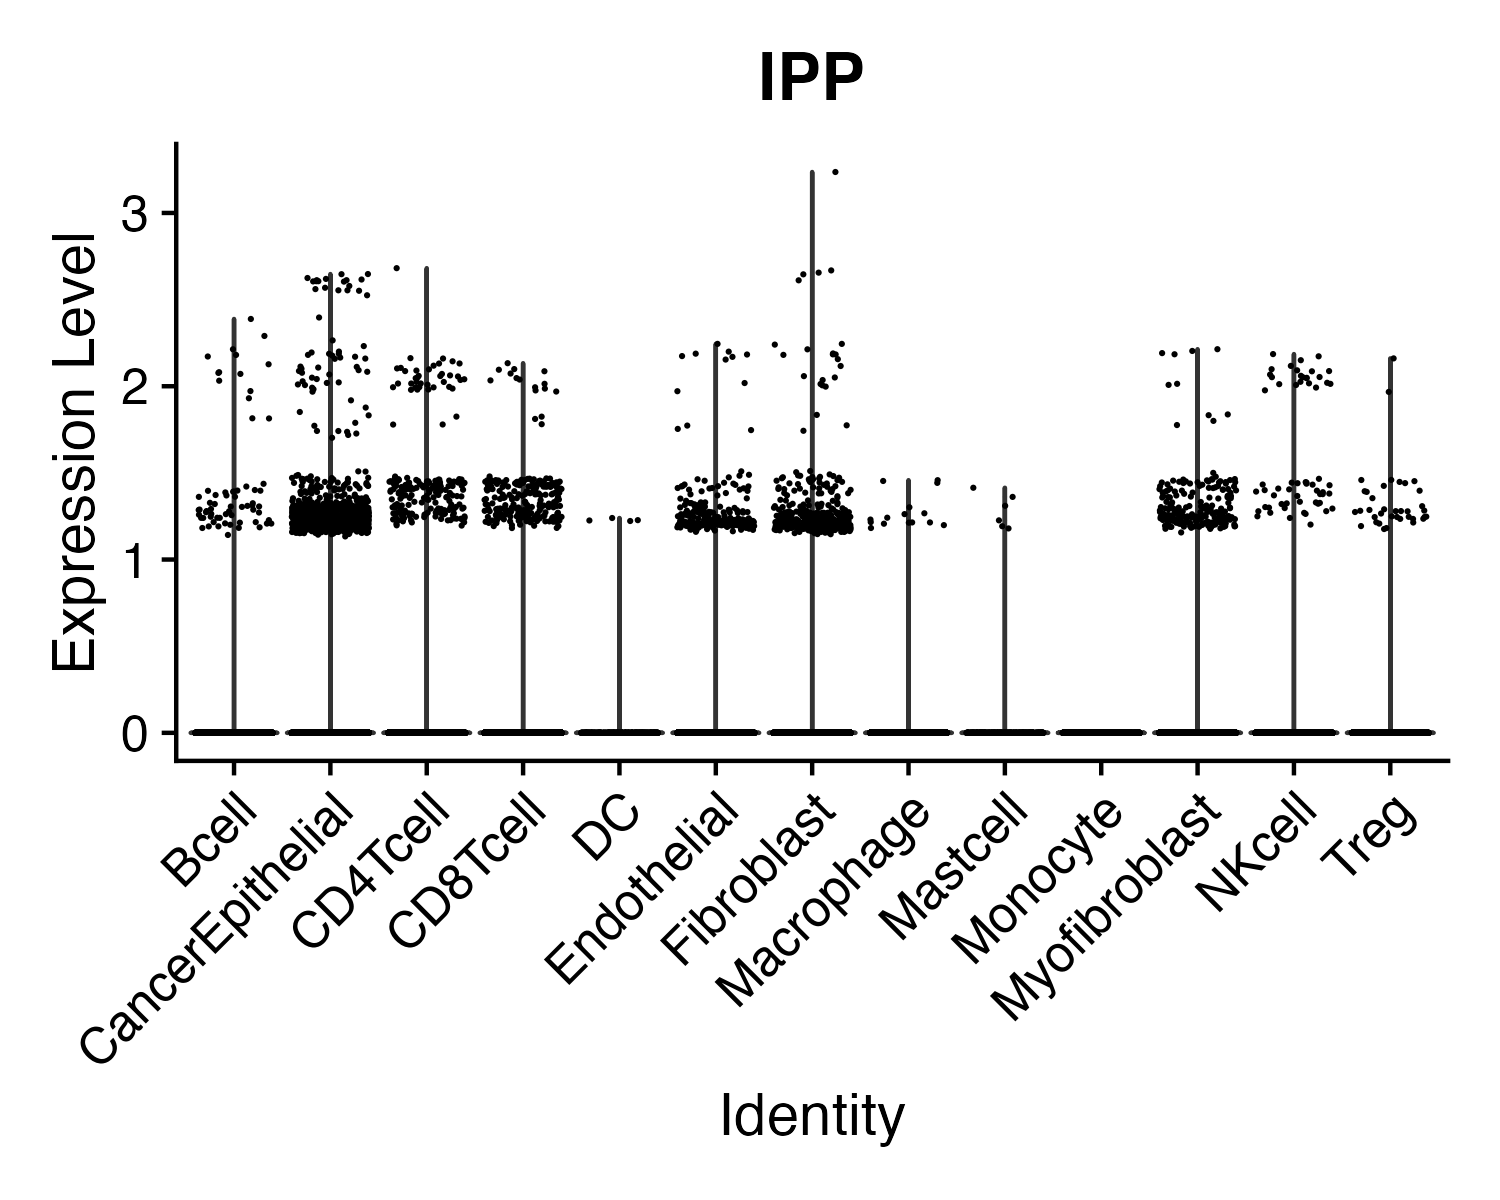 IPP
Expression Level
3
2
1
0
Bcell
CancerEpithelial
CD4Tcell
CD8Tcell
DC
Endothelial
Fibroblast
Macrophage
Mastcell
Monocyte
Myofibroblast
NKcell
Treg
Identity